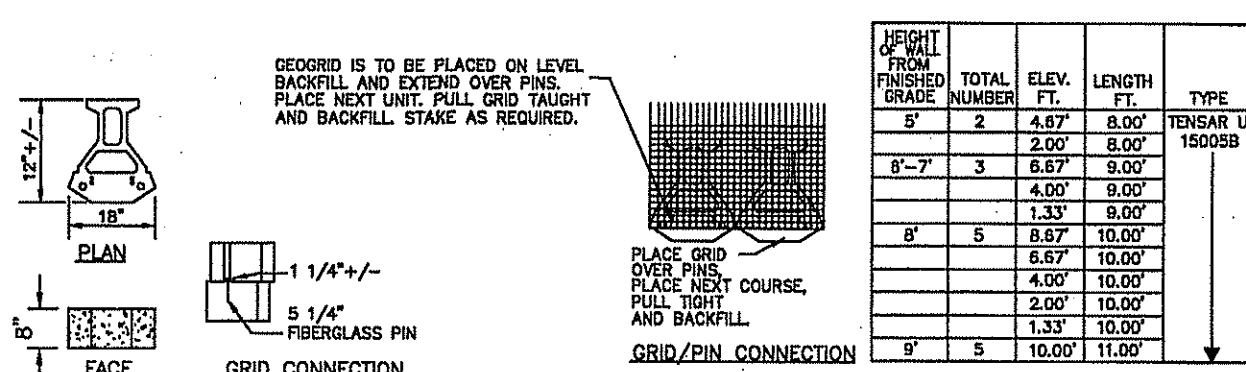 GEOGRID IS TO BE PLACED ON LEVEL
BACKFILL AND EXTEND OVER PINS.
PLACE NEXT UNIT. PULL GRID TAUGHT
AND BACKFILL. STAKE AS REQUIRED.
12"+/-
18"
PLAN
8"
FACE
1 1/4"+/-
5 1/4"
FIBERGLASS PIN
GRID CONNECTION
PLACE GRID
OVER PINS,
PLACE NEXT COURSE,
PULL TIGHT
AND BACKFILL.
GRID/PIN CONNECTION
HEIGHT OF WALL FROM FINISHED GRADE TOTAL NUMBER ELEV. FT. LENGTH FT. TYPE
5' 2 4.67' 8.00' TENSAR U
2.00' 8.00' 1500SB
6'-7' 3 6.67' 9.00'
4.00' 9.00'
1.33' 9.00'
8' 5 8.67' 10.00'
6.67' 10.00'
4.00' 10.00'
2.00' 10.00'
1.33' 10.00'
9' 5 10.00' 11.00'